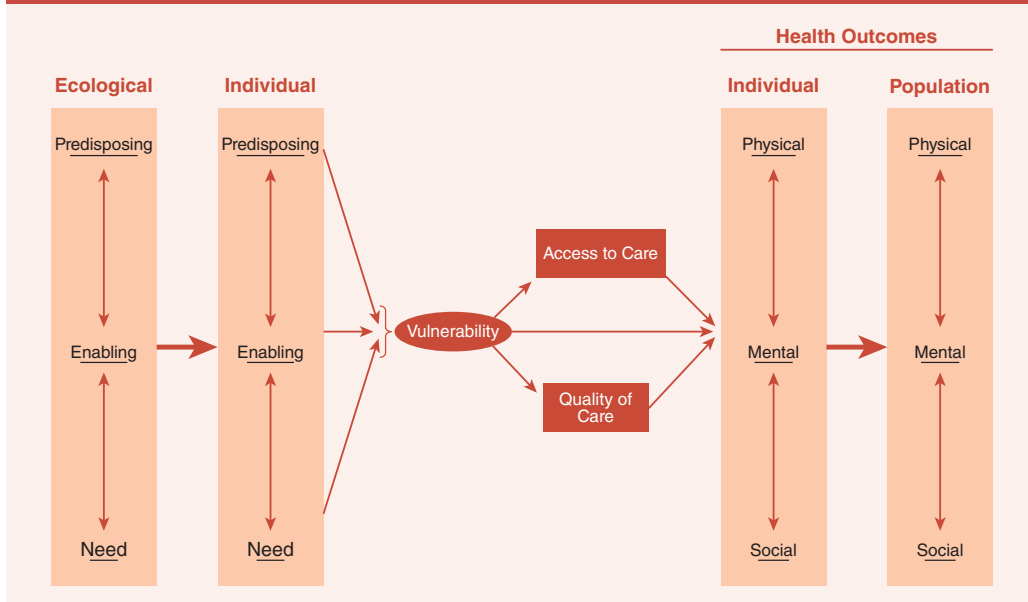 Health Outcomes
Ecological
Individual
Individual
Population
Predisposing
Predisposing
Physical
Physical
Access to Care
Vulnerability
Enabling
Enabling
Mental
Mental
Quality of
Care
Need
Need
Social
Social